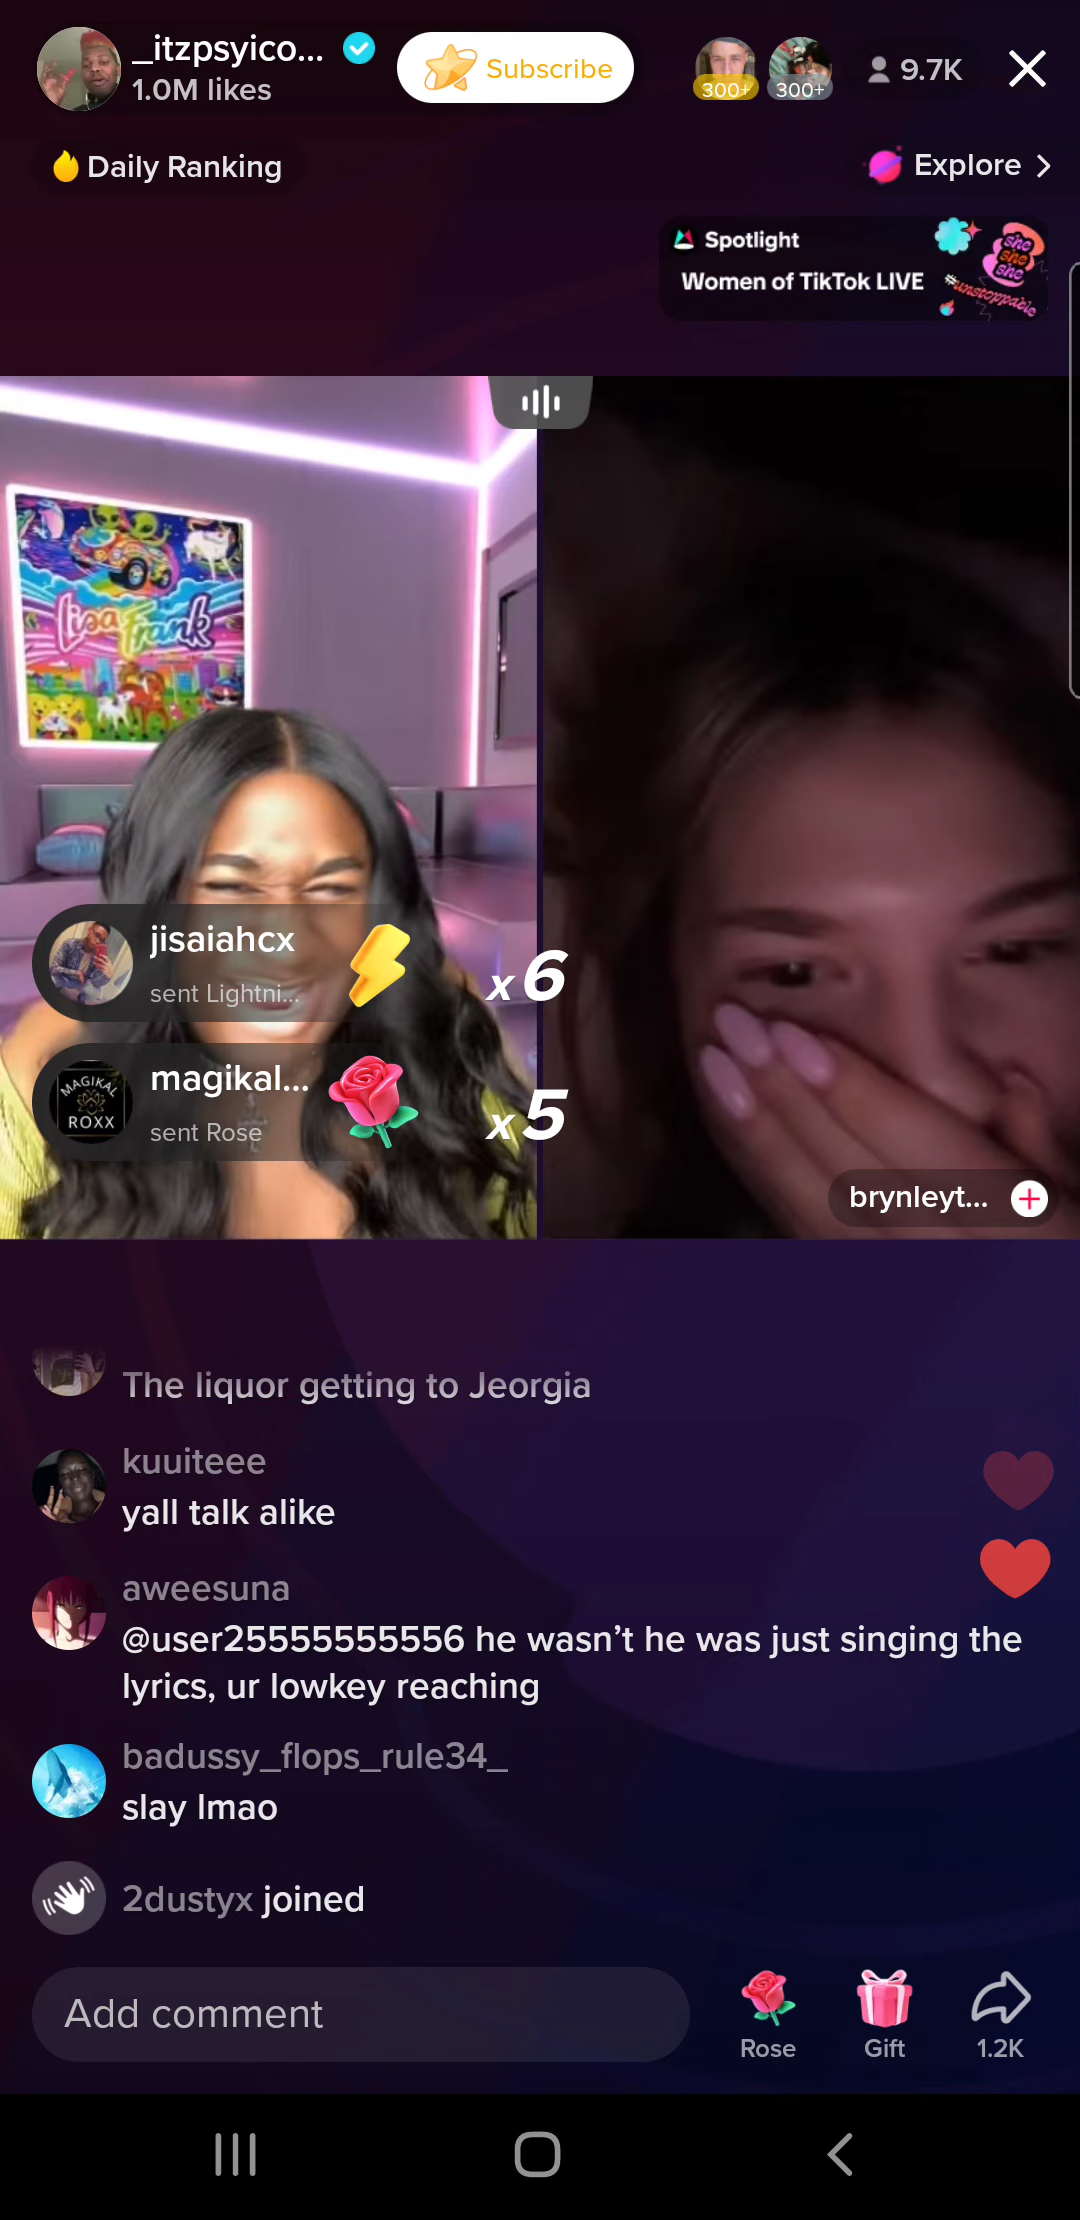 _itzpsyico...
1.0M likes
Subscribe
300+
300+
9.7K
Daily Ranking
Explore >
Spotlight
Women of TikTok LIVE
she
she
she
#unstoppable
Lisa Frank
jisaiahcx
sent Lightni...
x6
magikal...
sent Rose
x5
MAGIKAL
ROXX
brynleyt...
The liquor getting to Jeorgia
kuuiteee
yall talk alike
aweesuna
@user25555555556 he wasn't he was just singing the
lyrics, ur lowkey reaching
badussy_flops_rule34_
slay lmao
2dustyx joined
Add comment
Rose
Gift
1.2K